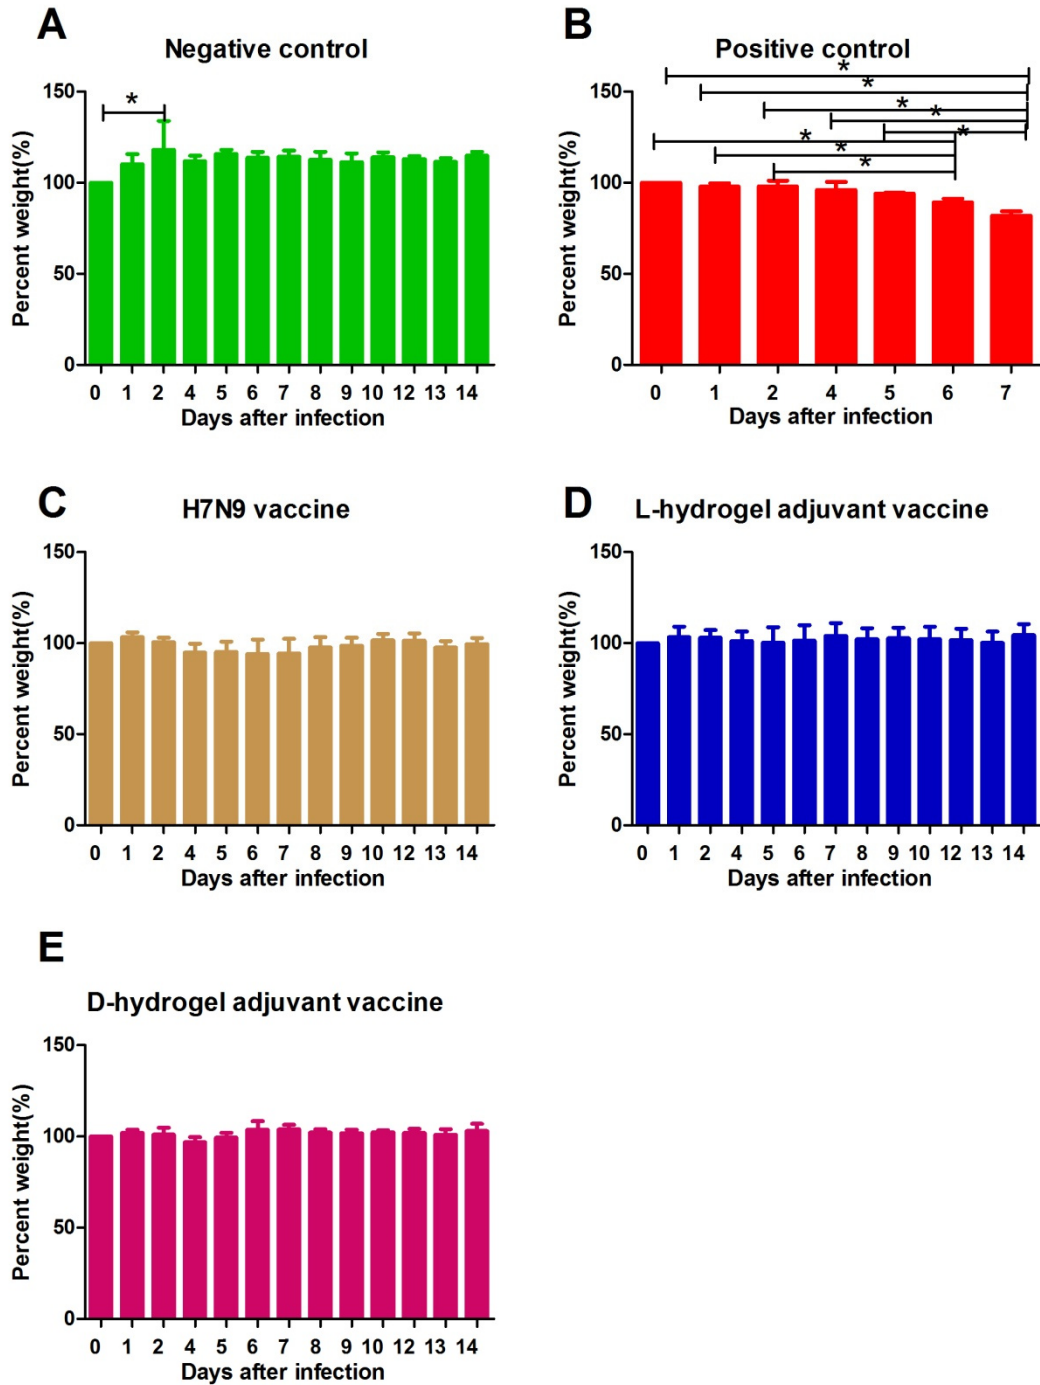 A
Negative control
Percent weight(%)
150
100
50
0
*
0 1 2 4 5 6 7 8 9 10 12 13 14
Days after infection
B
Positive control
Percent weight(%)
150
100
50
0
*
*
*
*
*
*
*
*
0 1 2 4 5 6 7
Days after infection
C
H7N9 vaccine
Percent weight(%)
150
100
50
0
0 1 2 4 5 6 7 8 9 10 12 13 14
Days after infection
D
L-hydrogel adjuvant vaccine
Percent weight(%)
150
100
50
0
0 1 2 4 5 6 7 8 9 10 12 13 14
Days after infection
E
D-hydrogel adjuvant vaccine
Percent weight(%)
150
100
50
0
0 1 2 4 5 6 7 8 9 10 12 13 14
Days after infection